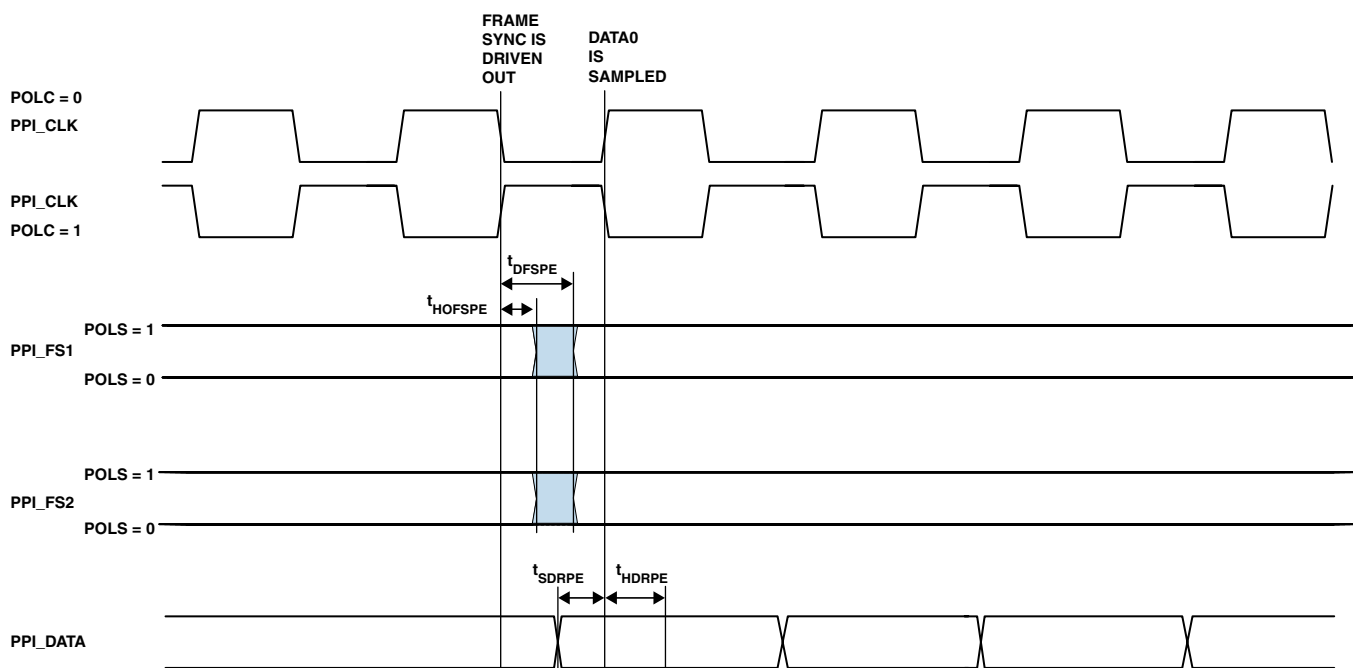 FRAME
SYNC IS
DRIVEN
OUT
DATA0
IS
SAMPLED
POLC = 0
PPI_CLK
PPI_CLK
POLC = 1
tDFSPE
tHOFSPE
POLS = 1
PPI_FS1
POLS = 0
POLS = 1
PPI_FS2
POLS = 0
tSDRPE
tHDRPE
PPI_DATA